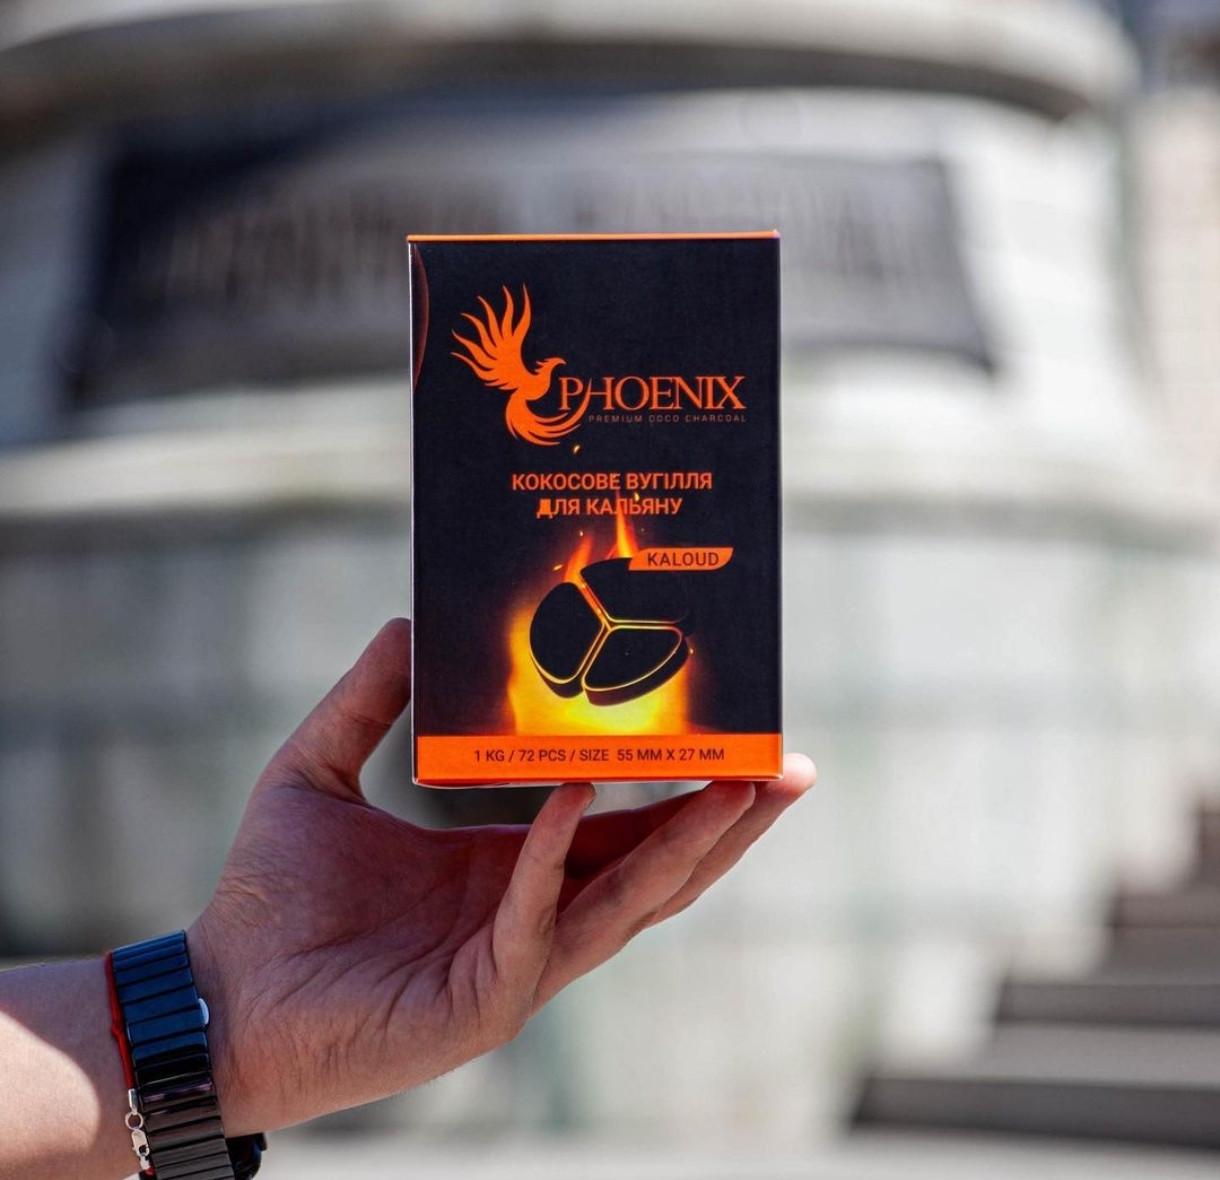 PHOENIX
PREMIUM COCO CHARCOAL
КОКОСОВЕ ВУГІЛЛЯ
ДЛЯ КАЛЬЯНУ
KALOUD
1 KG / 72 PCS / SIZE 55 MM X 27 MM